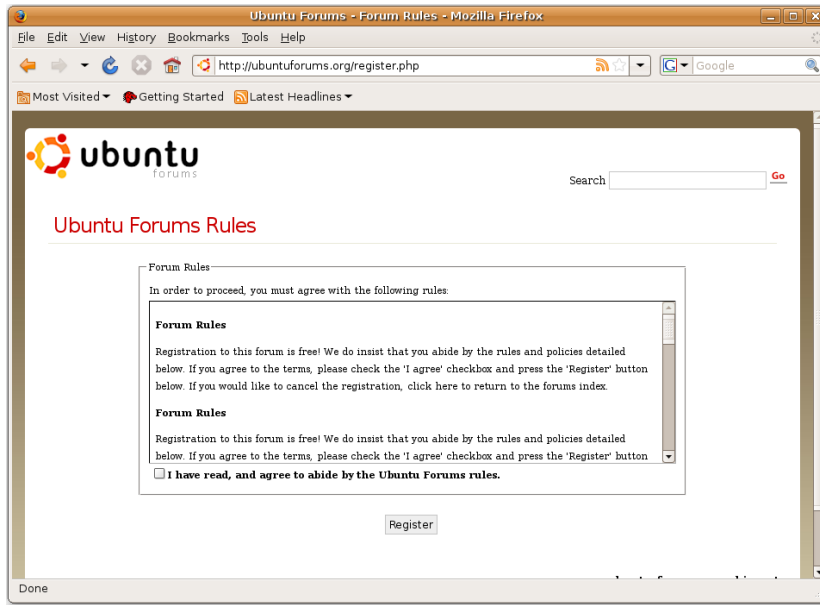 Ubuntu Forums - Forum Rules - Mozilla Firefox
File Edit View History Bookmarks Tools Help
http://ubuntuforums.org/register.php G Google
Most Visited Getting Started Latest Headlines
ubuntu
forums
Search Go
Ubuntu Forums Rules
Forum Rules
In order to proceed, you must agree with the following rules:
Forum Rules
Registration to this forum is free! We do insist that you abide by the rules and policies detailed
below. If you agree to the terms, please check the 'I agree' checkbox and press the 'Register' button
below. If you would like to cancel the registration, click here to return to the forums index.
Forum Rules
Registration to this forum is free! We do insist that you abide by the rules and policies detailed
below. If you agree to the terms, please check the 'I agree' checkbox and press the 'Register' button
I have read, and agree to abide by the Ubuntu Forums rules.
Register
Done